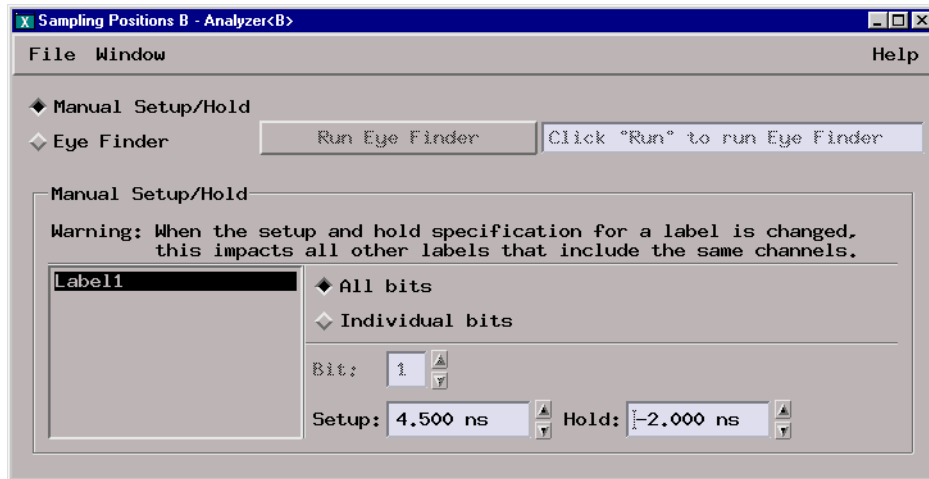 Sampling Positions B - Analyzer<B>
File Window Help
Manual Setup/Hold
Eye Finder Run Eye Finder Click "Run" to run Eye Finder
Manual Setup/Hold
Warning: When the setup and hold specification for a label is changed,
this impacts all other labels that include the same channels.
Label1
All bits
Individual bits
Bit: 1
Setup: 4.500 ns Hold: -2.000 ns